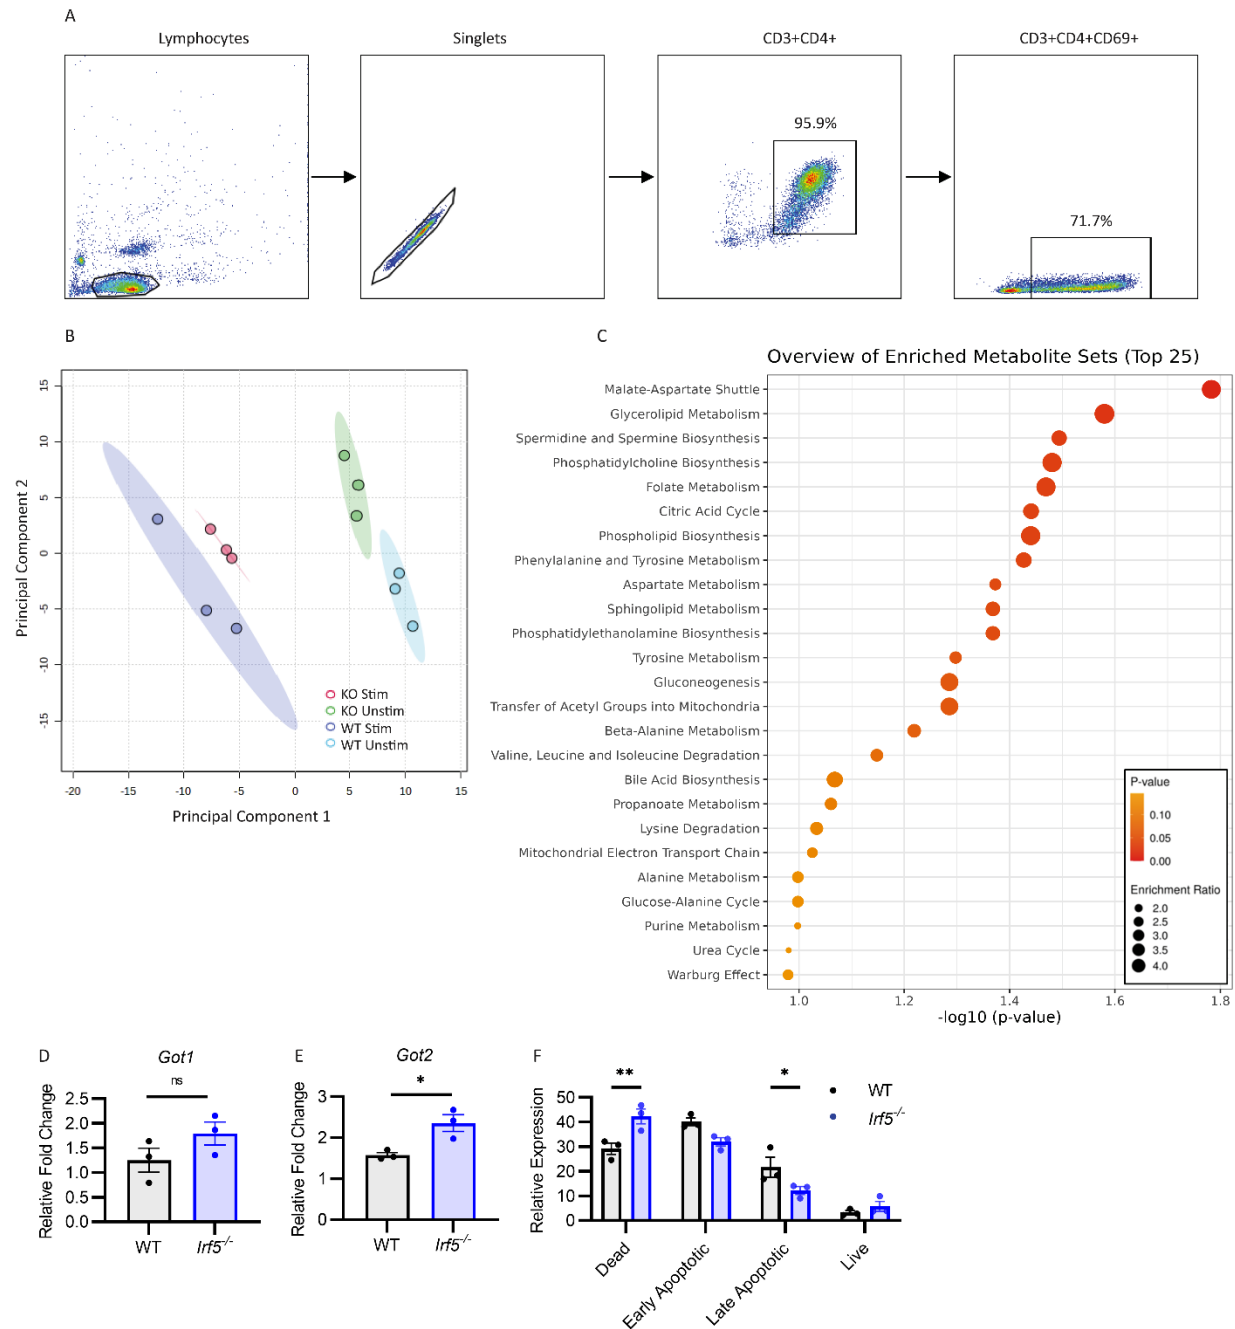 A
Lymphocytes
Singlets
CD3+CD4+
CD3+CD4+CD69+
95.9%
71.7%
B
15
10
5
0
-5
-10
-15
-20
-15
-10
-5
0
5
10
15
Principal Component 2
Principal Component 1
KO Stim
KO Unstim
WT Stim
WT Unstim
C
Overview of Enriched Metabolite Sets (Top 25)
Malate-Aspartate Shuttle
Glycerolipid Metabolism
Spermidine and Spermine Biosynthesis
Phosphatidylcholine Biosynthesis
Folate Metabolism
Citric Acid Cycle
Phospholipid Biosynthesis
Phenylalanine and Tyrosine Metabolism
Aspartate Metabolism
Sphingolipid Metabolism
Phosphatidylethanolamine Biosynthesis
Tyrosine Metabolism
Gluconeogenesis
Transfer of Acetyl Groups into Mitochondria
Beta-Alanine Metabolism
Valine, Leucine and Isoleucine Degradation
Bile Acid Biosynthesis
Propanoate Metabolism
Lysine Degradation
Mitochondrial Electron Transport Chain
Alanine Metabolism
Glucose-Alanine Cycle
Purine Metabolism
Urea Cycle
Warburg Effect
1.0
1.2
1.4
1.6
1.8
-log10 (p-value)
P-value
0.10
0.05
0.00
Enrichment Ratio
2.0
2.5
3.0
3.5
4.0
D
Got1
ns
Relative Fold Change
2.5
2.0
1.5
1.0
0.5
0.0
WT
Irf5-/-
E
Got2
*
Relative Fold Change
3
2
1
0
WT
Irf5-/-
F
**
*
WT
Irf5-/-
Relative Expression
50
40
30
20
10
0
Dead
Early Apoptotic
Late Apoptotic
Live